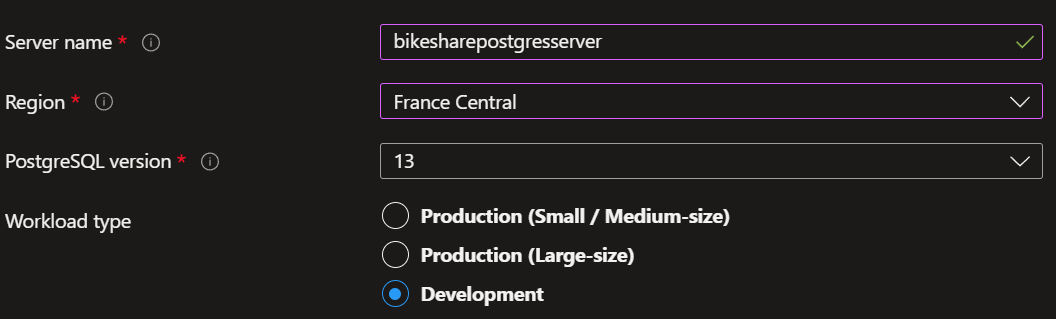 Server name * bikesharepostgresserver
Region * France Central
PostgreSQL version * 13
Workload type
Production (Small / Medium-size)
Production (Large-size)
Development